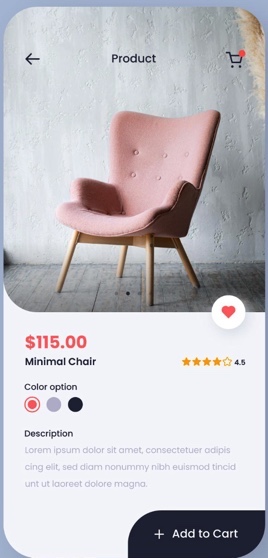 Product
$115.00
Minimal Chair
4.5
Color option
Description
Lorem ipsum dolor sit amet, consectetuer adipis
cing elit, sed diam nonummy nibh euismod tincid
unt ut laoreet dolore magna.
+ Add to Cart